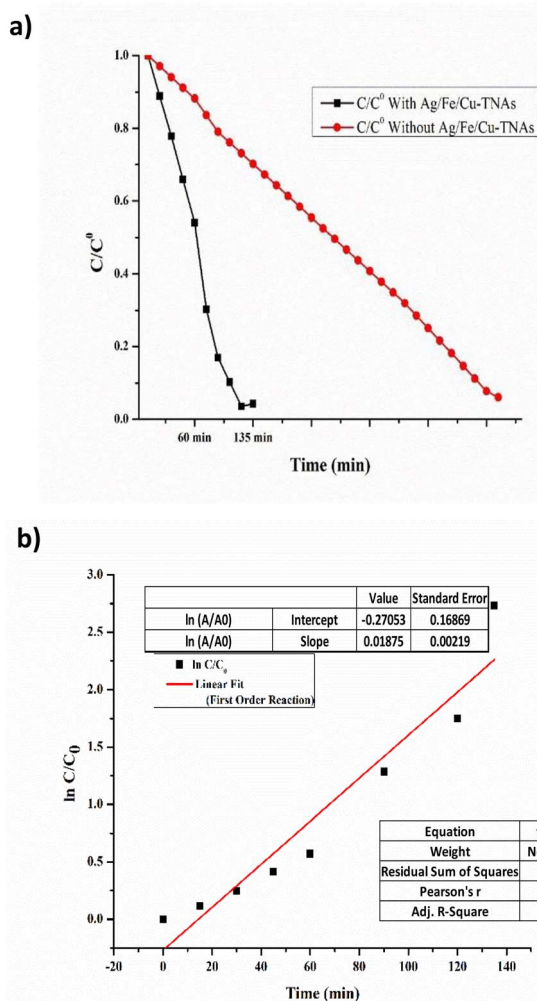 a)
1.0
0.8
0.6
0.4
0.2
0.0
C/C⁰
C/C⁰ With Ag/Fe/Cu-TNAs
C/C⁰ Without Ag/Fe/Cu-TNAs
60 min 135 min
Time (min)
b)
3.0
2.5
2.0
1.5
1.0
0.5
0.0
ln C/C₀
Value Standard Error
ln (A/A0) Intercept -0.27053 0.16869
ln (A/A0) Slope 0.01875 0.00219
ln C/C₀
Linear Fit
(First Order Reaction)
Equation
Weight
Residual Sum of Squares
Pearson's r
Adj. R-Square
-20 0 20 40 60 80 100 120 140
Time (min)